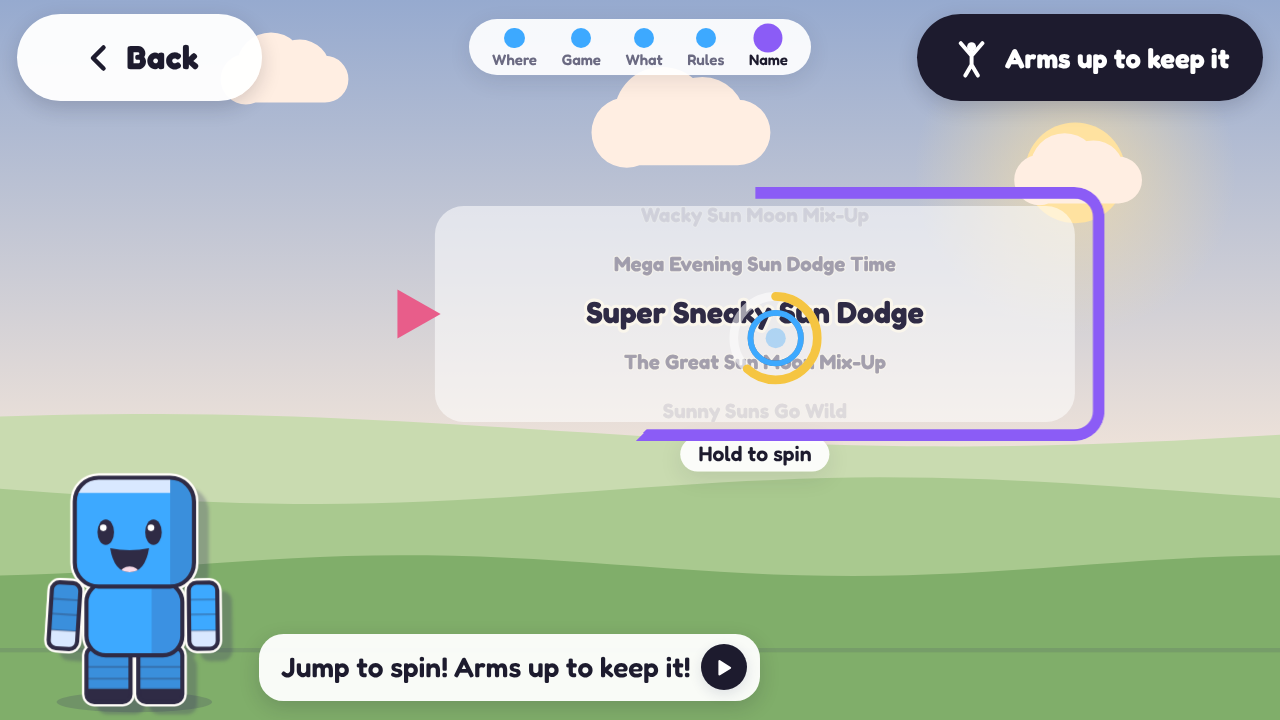 Back
Where
Game
What
Rules
Name
Arms up to keep it
Wacky Sun Moon Mix-Up
Mega Evening Sun Dodge Time
Super Sneaky Sun Dodge
The Great Sun Moon Mix-Up
Sunny Suns Go Wild
Hold to spin
Jump to spin! Arms up to keep it!